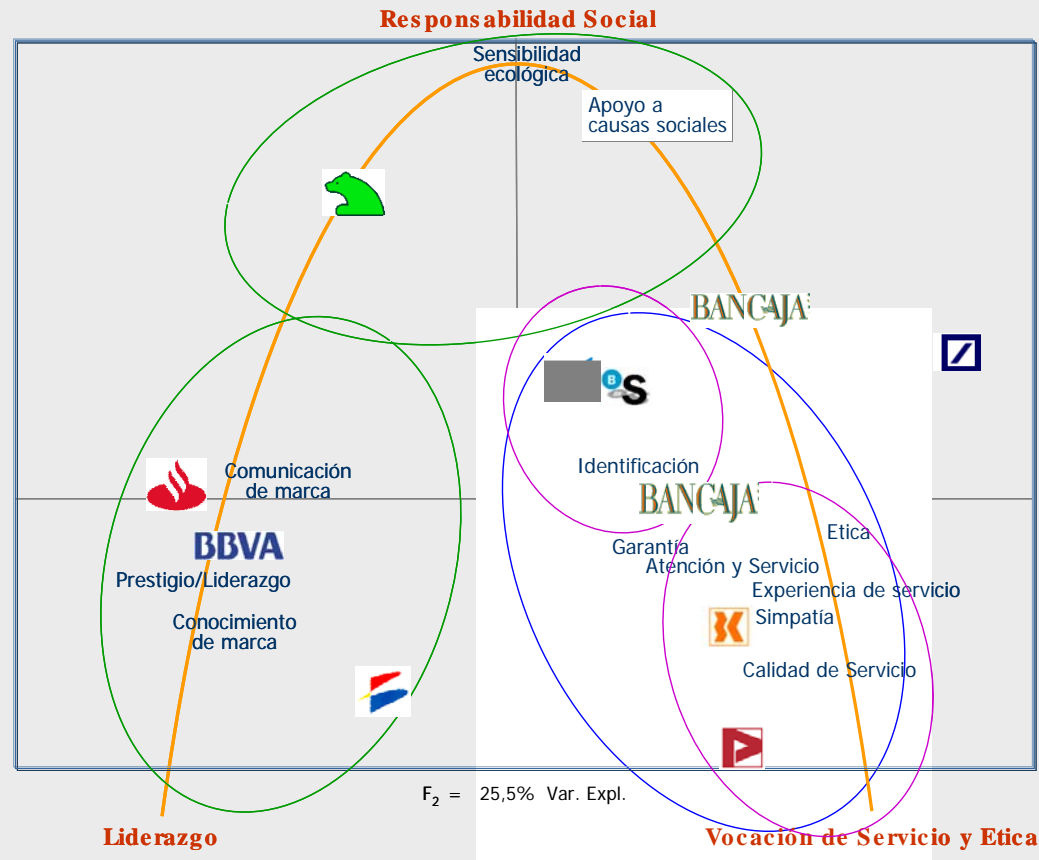 Responsabilidad Social
Sensibilidad
ecológica
Apoyo a
causas sociales
BANCAJA
B S
Comunicación
de marca
Identificación
BANCAJA
BBVA
Etica
Garantía
Atención y Servicio
Prestigio/Liderazgo
Experiencia de servicio
Simpatía
Conocimiento
de marca
Calidad de Servicio
F2 = 25,5% Var. Expl.
Liderazgo
Vocación de Servicio y Etica